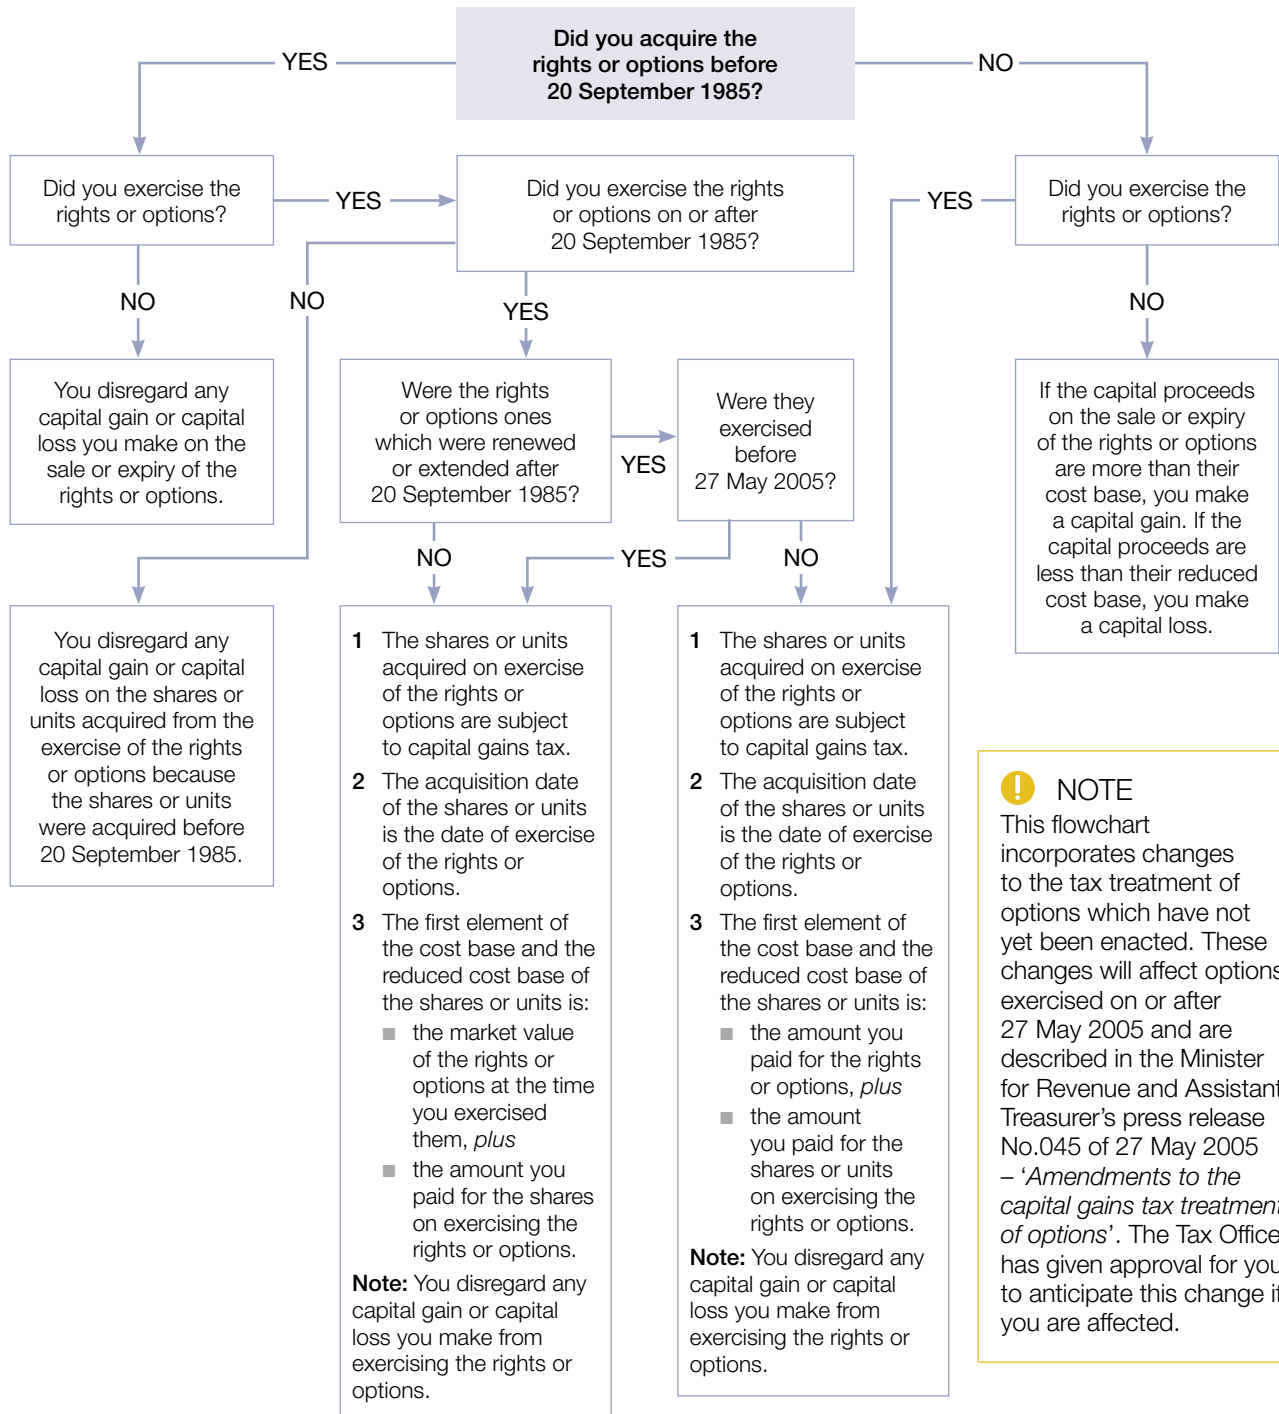 Did you acquire the
rights or options before
20 September 1985?
YES
NO
Did you exercise the
rights or options?
YES
Did you exercise the rights
or options on or after
20 September 1985?
YES
Did you exercise the
rights or options?
NO
NO
YES
NO
You disregard any
capital gain or capital
loss you make on the
sale or expiry of the
rights or options.
Were the rights
or options ones
which were renewed
or extended after
20 September 1985?
YES
Were they
exercised
before
27 May 2005?
If the capital proceeds
on the sale or expiry
of the rights or options
are more than their
cost base, you make
a capital gain. If the
capital proceeds are
less than their reduced
cost base, you make
a capital loss.
NO
YES
NO
You disregard any
capital gain or capital
loss on the shares or
units acquired from the
exercise of the rights
or options because
the shares or units
were acquired before
20 September 1985.
1 The shares or units
acquired on exercise
of the rights or
options are subject
to capital gains tax.
2 The acquisition date
of the shares or units
is the date of exercise
of the rights or
options.
3 The first element of
the cost base and the
reduced cost base of
the shares or units is:
■ the market value
of the rights or
options at the time
you exercised
them, plus
■ the amount you
paid for the shares
on exercising the
rights or options.
Note: You disregard any
capital gain or capital
loss you make from
exercising the rights or
options.
1 The shares or units
acquired on exercise
of the rights or
options are subject
to capital gains tax.
2 The acquisition date
of the shares or units
is the date of exercise
of the rights or
options.
3 The first element of
the cost base and the
reduced cost base of
the shares or units is:
■ the amount you
paid for the rights
or options, plus
■ the amount
you paid for the
shares or units
on exercising the
rights or options.
Note: You disregard any
capital gain or capital
loss you make from
exercising the rights or
options.
! NOTE
This flowchart
incorporates changes
to the tax treatment of
options which have not
yet been enacted. These
changes will affect options
exercised on or after
27 May 2005 and are
described in the Minister
for Revenue and Assistant
Treasurer's press release
No.045 of 27 May 2005
– ‘Amendments to the
capital gains tax treatment
of options’. The Tax Office
has given approval for you
to anticipate this change if
you are affected.